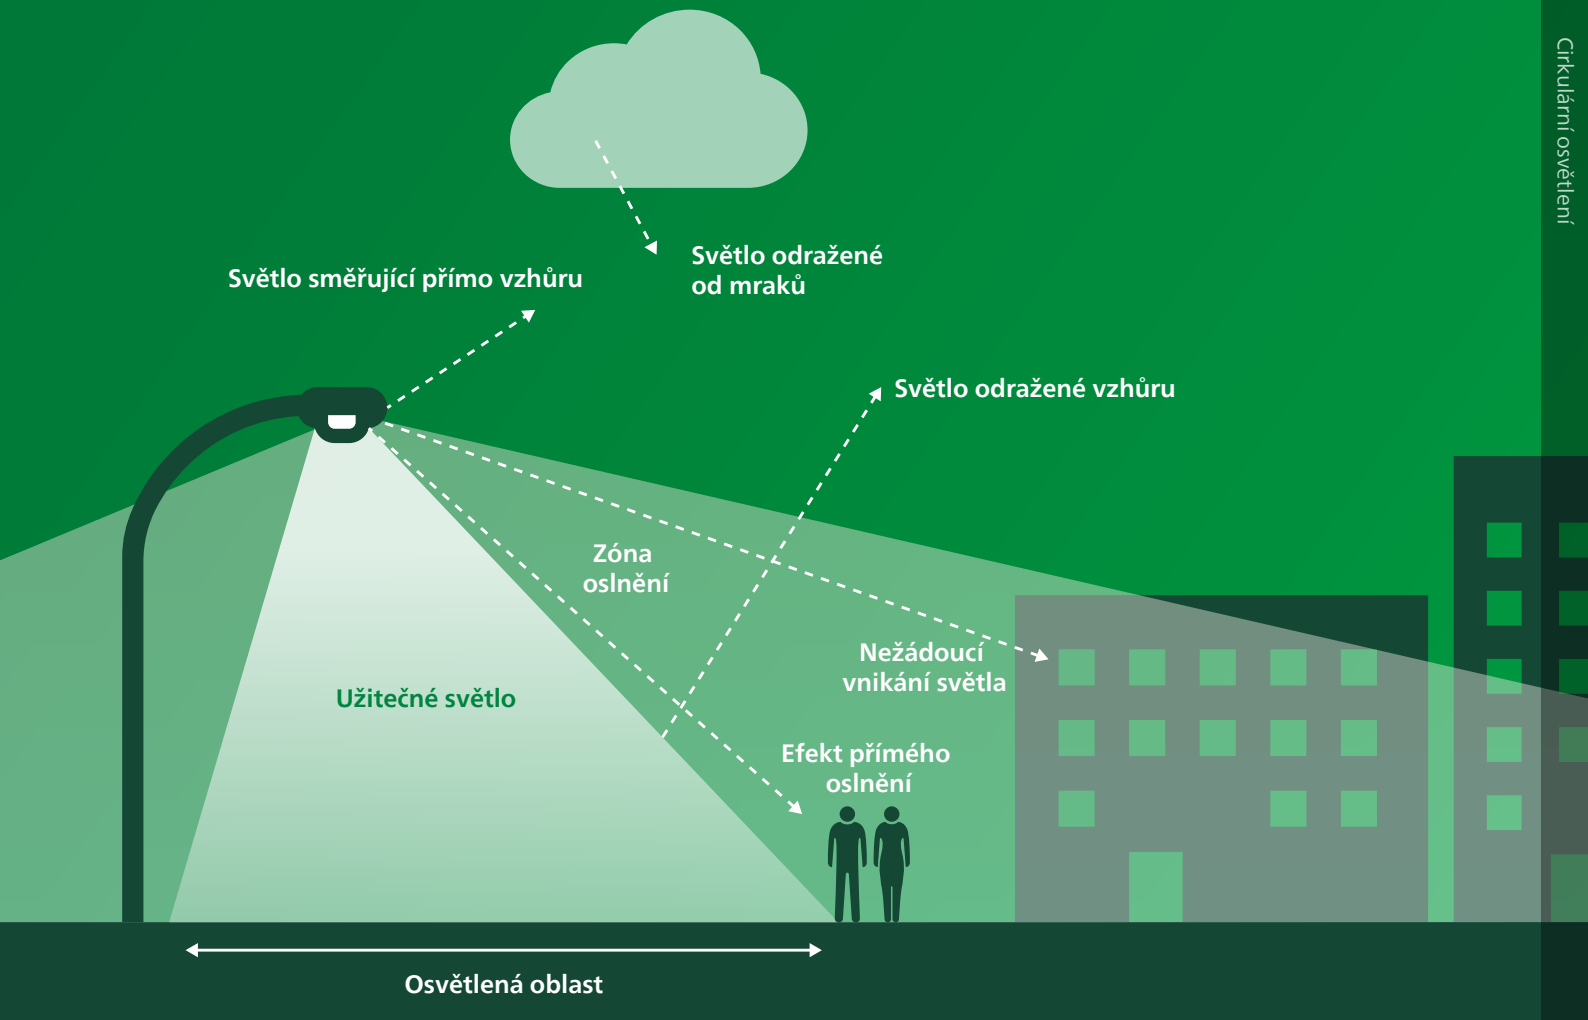 Cirkulární osvětlení
Světlo odražené
od mraků
Světlo směřující přímo vzhůru
Světlo odražené vzhůru
Zóna
oslnění
Nežádoucí
vnikání světla
Užitečné světlo
Efekt přímého
oslnění
Osvětlená oblast